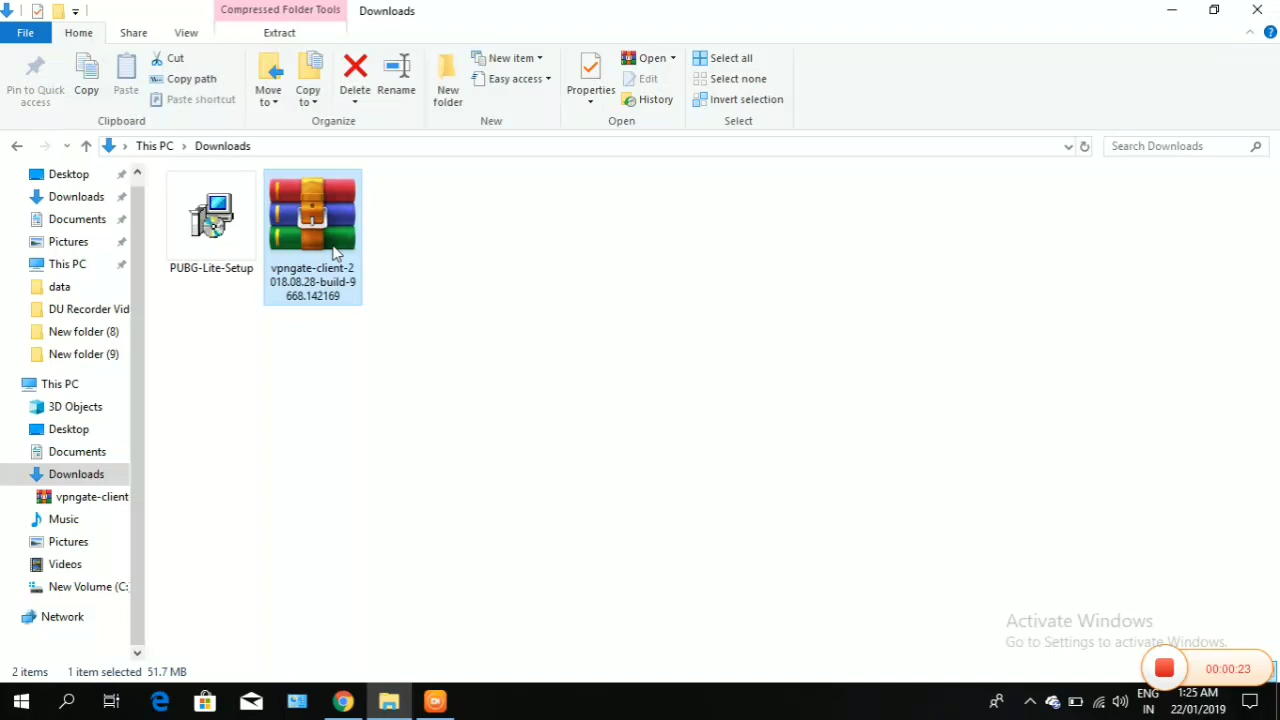 Compressed Folder Tools
Downloads
File
Home
Share
View
Extract
Pin to Quick
access
Copy
Paste
Cut
Copy path
Paste shortcut
Clipboard
Move
to
Copy
to
Delete
Rename
Organize
New
folder
New item
Easy access
New
Properties
Open
Edit
History
Open
Select all
Select none
Invert selection
Select
This PC
Downloads
Search Downloads
Desktop
Downloads
Documents
Pictures
This PC
data
DU Recorder Vid
New folder (8)
New folder (9)
This PC
3D Objects
Desktop
Documents
Downloads
vpngate-client
Music
Pictures
Videos
New Volume (C:
Network
PUBG-Lite-Setup
vpngate-client-2
018.08.28-build-9
668.142169
Activate Windows
Go to Settings to activate Windows.
2 items
1 item selected 51.7 MB
00:00:23
ENG
IN
1:25 AM
22/01/2019